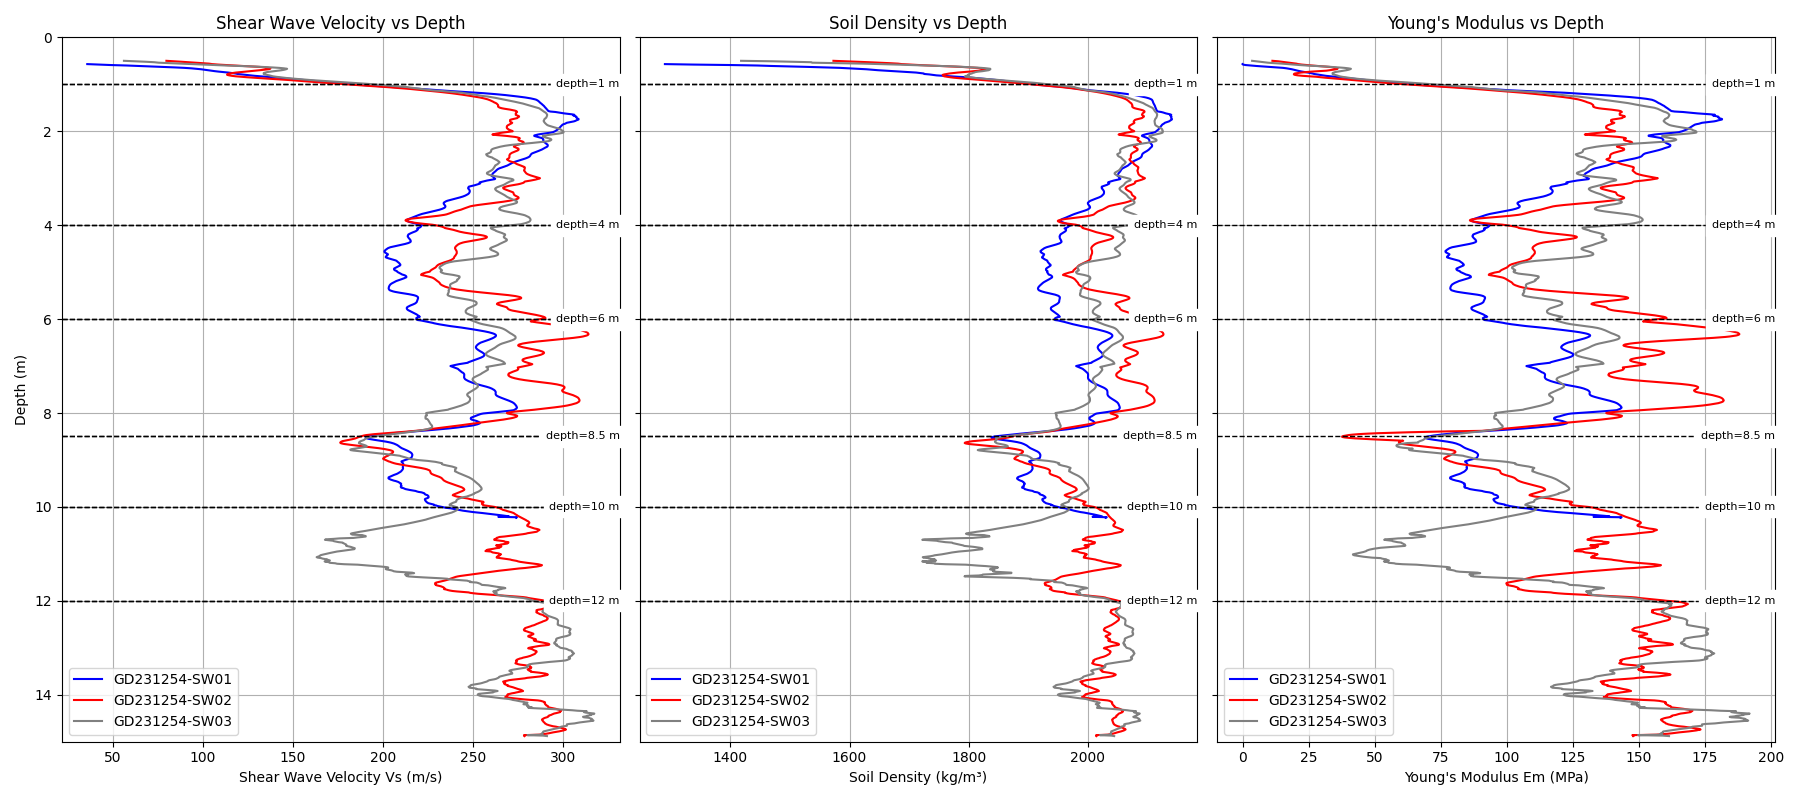 Shear Wave Velocity vs Depth
Soil Density vs Depth
Young's Modulus vs Depth
Depth (m)
0
2
4
6
8
10
12
14
depth=1 m
depth=4 m
depth=6 m
depth=8.5 m
depth=10 m
depth=12 m
GD231254-SW01
GD231254-SW02
GD231254-SW03
50
100
150
200
250
300
Shear Wave Velocity Vs (m/s)
depth=1 m
depth=4 m
depth=6 m
depth=8.5 m
depth=10 m
depth=12 m
GD231254-SW01
GD231254-SW02
GD231254-SW03
1400
1600
1800
2000
Soil Density (kg/m³)
depth=1 m
depth=4 m
depth=6 m
depth=8.5 m
depth=10 m
depth=12 m
GD231254-SW01
GD231254-SW02
GD231254-SW03
0
25
50
75
100
125
150
175
200
Young's Modulus Em (MPa)